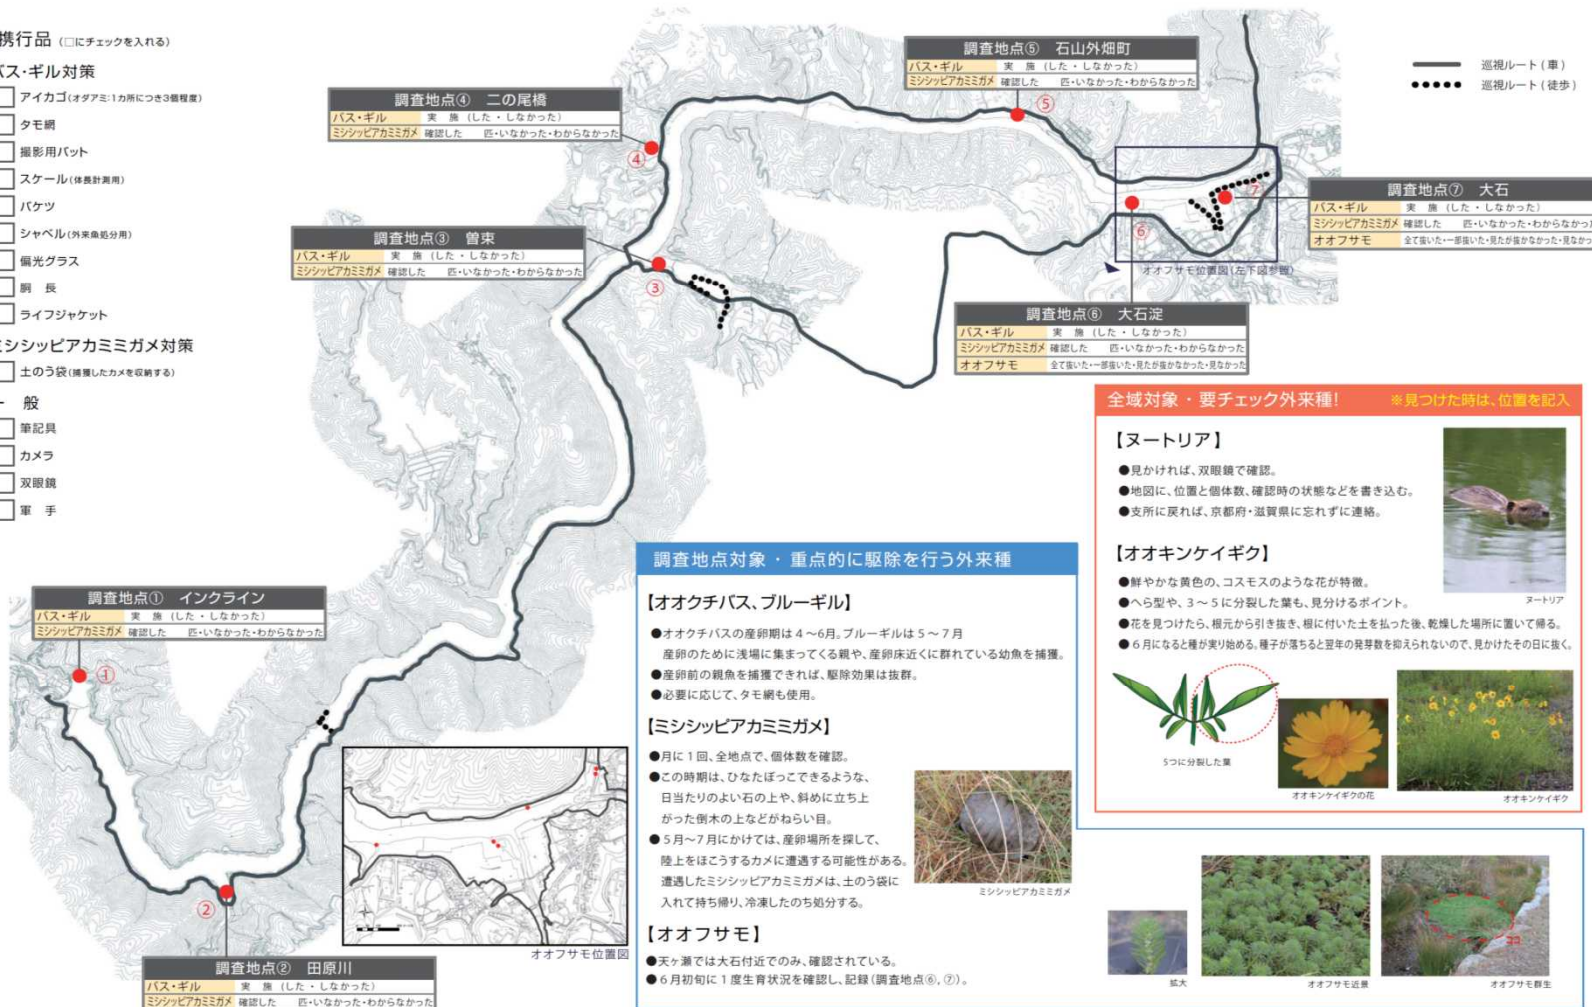 携行品 (□にチェックを入れる)
バス・ギル対策
アイカゴ(オダアミ:1カ所につき3個程度)
タモ網
撮影用バット
スケール(体長計測用)
バケツ
シャベル(外来魚処分用)
偏光グラス
胴　長
ライフジャケット
ミシシッピアカミミガメ対策
土のう袋(捕獲したカメを収納する)
一　般
筆記具
カメラ
双眼鏡
軍　手
調査地点④　二の尾橋
バス・ギル　実　施　(した・しなかった)
ミシシッピアカミミガメ　確認した　匹・いなかった・わからなかった
④
調査地点⑤　石山外畑町
バス・ギル　実　施　(した・しなかった)
ミシシッピアカミミガメ　確認した　匹・いなかった・わからなかった
⑤
巡視ルート(車)
巡視ルート(徒歩)
調査地点③　曽束
バス・ギル　実　施　(した・しなかった)
ミシシッピアカミミガメ　確認した　匹・いなかった・わからなかった
③
調査地点⑦　大石
バス・ギル　実　施　(した・しなかった)
ミシシッピアカミミガメ　確認した　匹・いなかった・わからなかっ
オオフサモ　全て抜いた・一部抜いた・見たが抜かなかった・見なかっ
⑦
⑥
オオフサモ位置図(左下図参照)
調査地点⑥　大石淀
バス・ギル　実　施　(した・しなかった)
ミシシッピアカミミガメ　確認した　匹・いなかった・わからなかった
オオフサモ　全て抜いた・一部抜いた・見たが抜かなかった・見なかった
調査地点①　インクライン
バス・ギル　実　施　(した・しなかった)
ミシシッピアカミミガメ　確認した　匹・いなかった・わからなかった
①
②
調査地点②　田原川
バス・ギル　実　施　(した・しなかった)
ミシシッピアカミミガメ　確認した　匹・いなかった・わからなかった
オオフサモ位置図
調査地点対象・重点的に駆除を行う外来種
【オオクチバス、ブルーギル】
●オオクチバスの産卵期は4～6月。ブルーギルは5～7月
産卵のために浅場に集まってくる親や、産卵床近くに群れている幼魚を捕獲。
●産卵前の親魚を捕獲できれば、駆除効果は抜群。
●必要に応じて、タモ網も使用。
【ミシシッピアカミミガメ】
●月に1回、全地点で、個体数を確認。
●この時期は、ひなたぼっこできるような、
日当たりのよい石の上や、斜めに立ち上
がった倒木の上などがねらい目。
●5月～7月にかけては、産卵場所を探して、
陸上をほこうするカメに遭遇する可能性がある。
遭遇したミシシッピアカミミガメは、土のう袋に
入れて持ち帰り、冷凍したのち処分する。
ミシシッピアカミミガメ
【オオフサモ】
●天ヶ瀬では大石付近でのみ、確認されている。
●6月初旬に1度生育状況を確認し、記録(調査地点⑥,⑦)。
拡大
オオフサモ近景
オオフサモ群生
全域対象・要チェック外来種!　※見つけた時は、位置を記入
【ヌートリア】
●見かければ、双眼鏡で確認。
●地図に、位置と個体数、確認時の状態などを書き込む。
●支所に戻れば、京都府・滋賀県に忘れずに連絡。
ヌートリア
【オオキンケイギク】
●鮮やかな黄色の、コスモスのような花が特徴。
●へら型や、3～5に分裂した葉も、見分けるポイント。
●花を見つけたら、根元から引き抜き、根に付いた土を払った後、乾燥した場所に置いて帰る。
●6月になると種が実り始める。種子が落ちると翌年の発芽数を抑えられないので、見かけたその日に抜く。
5つに分裂した葉
オオキンケイギクの花
オオキンケイギク